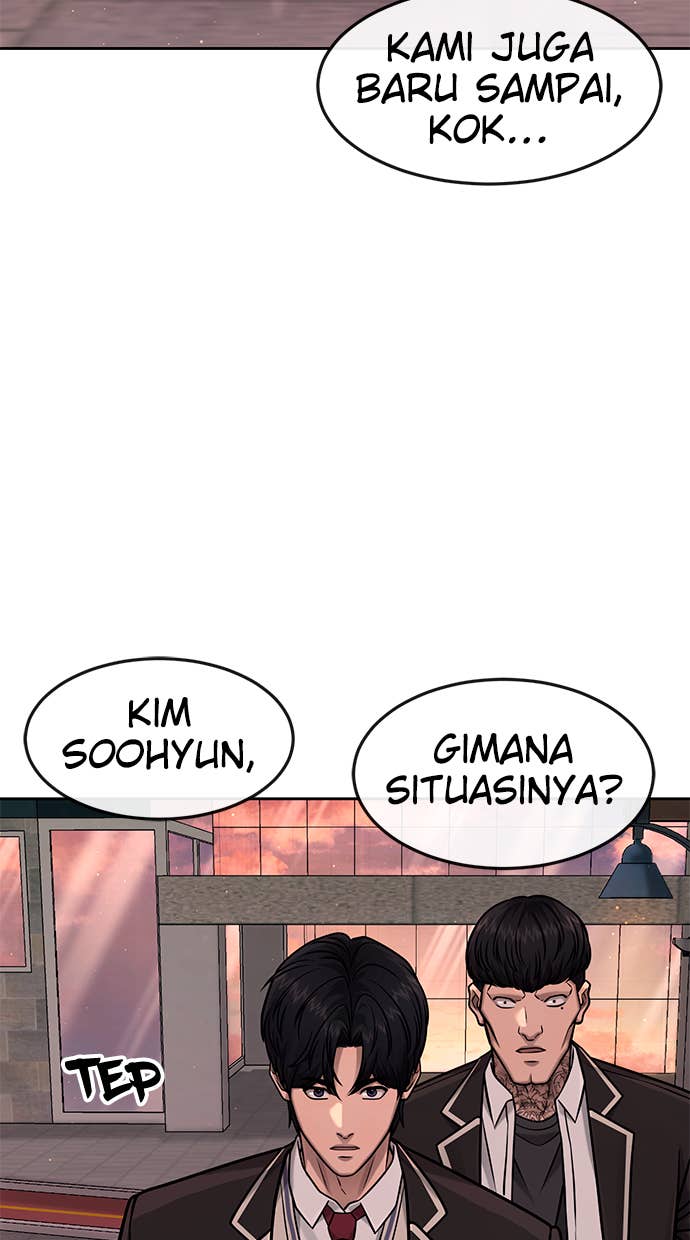 KAMI JUGA
BARU SAMPAI,
KOK...
KIM
SOOHYUN,
GIMANA
SITUASINYA?
TEP